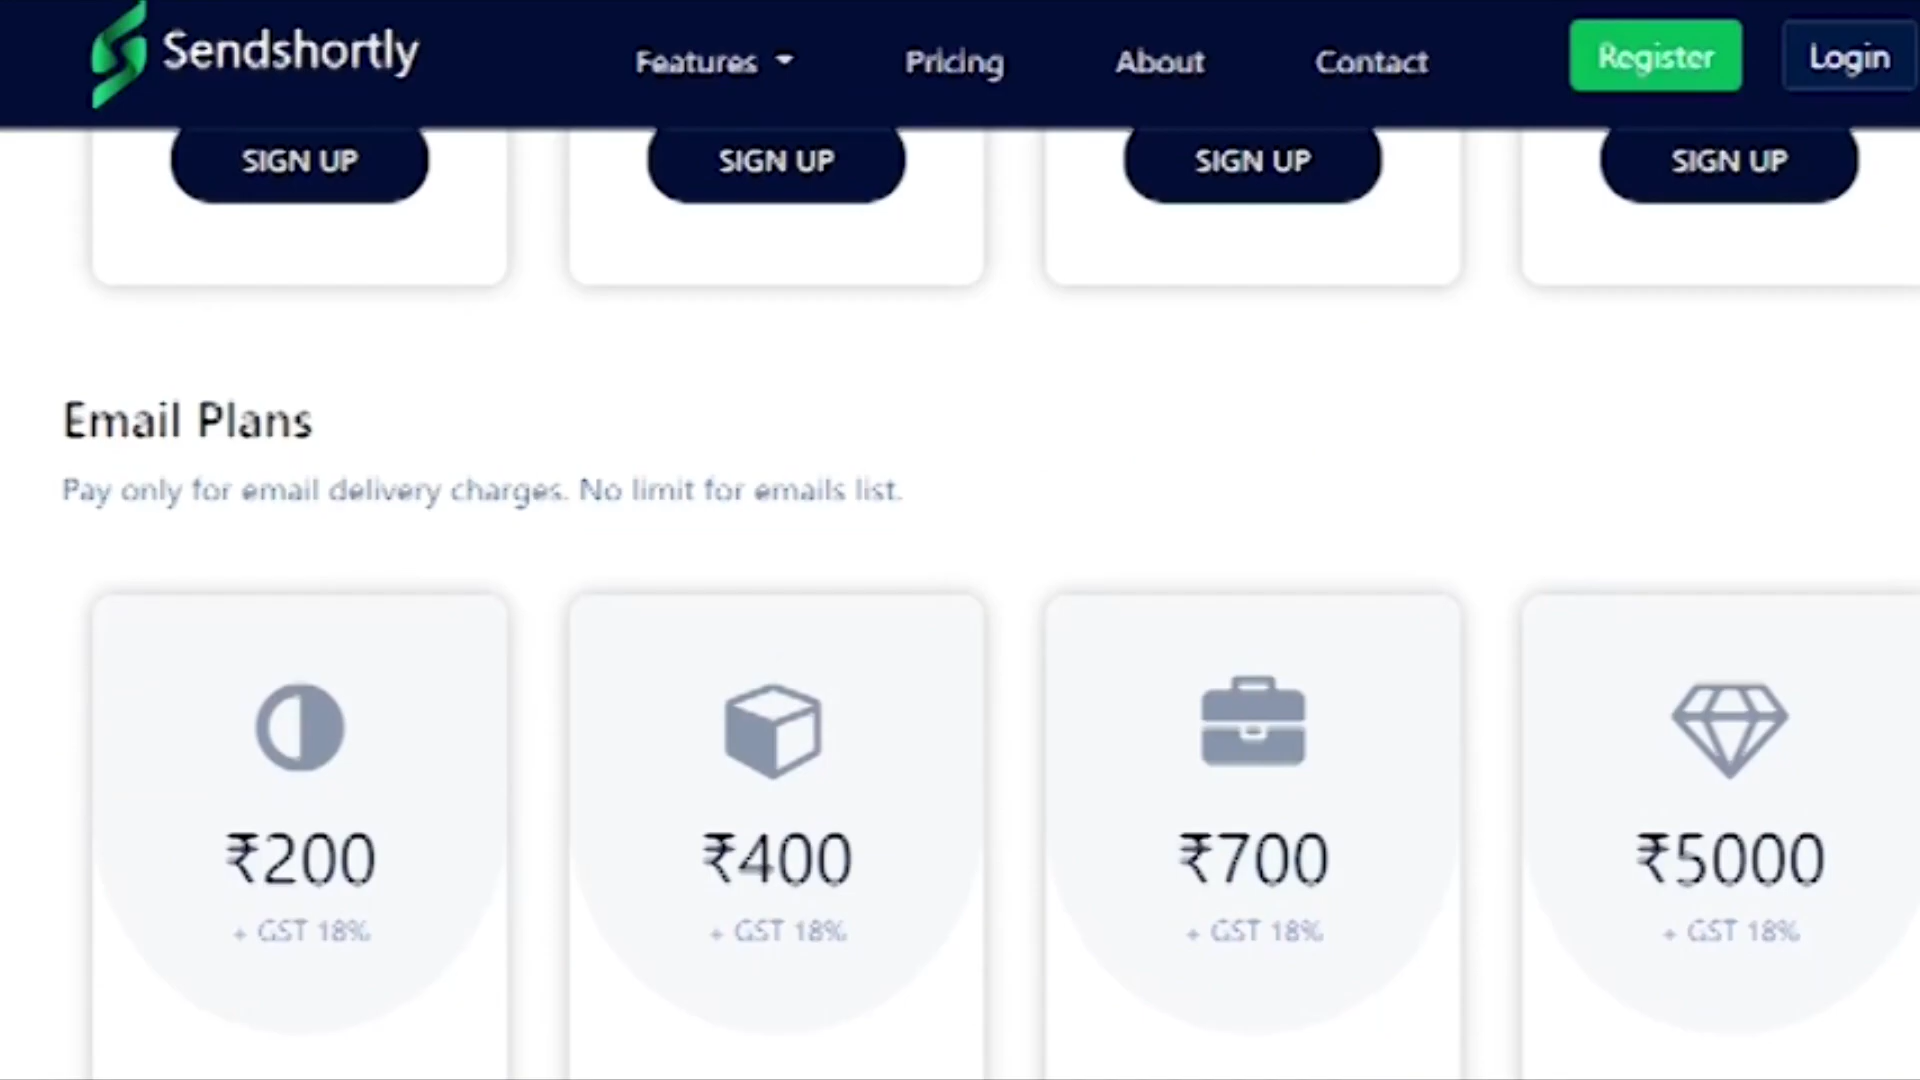 Sendshortly
Features
Pricing
About
Contact
Register
Login
SIGN UP
SIGN UP
SIGN UP
SIGN UP
Email Plans
Pay only for email delivery charges. No limit for emails list.
₹200
+ GST 18%
₹400
+ GST 18%
₹700
+ GST 18%
₹5000
+ GST 18%